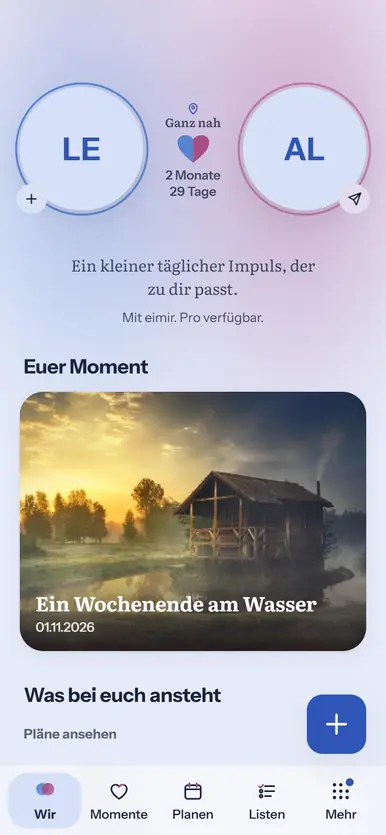 LE
Ganz nah
2 Monate
29 Tage
AL
Ein kleiner täglicher Impuls, der
zu dir passt.
Mit eimir. Pro verfügbar.
Euer Moment
Ein Wochenende am Wasser
01.11.2026
Was bei euch ansteht
Pläne ansehen
Wir
Momente
Planen
Listen
Mehr